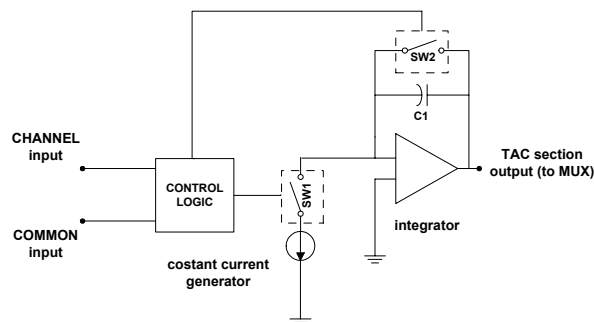 SW2
C1
CHANNEL
input
CONTROL
LOGIC
SW1
TAC section
output (to MUX)
integrator
COMMON
input
costant current
generator